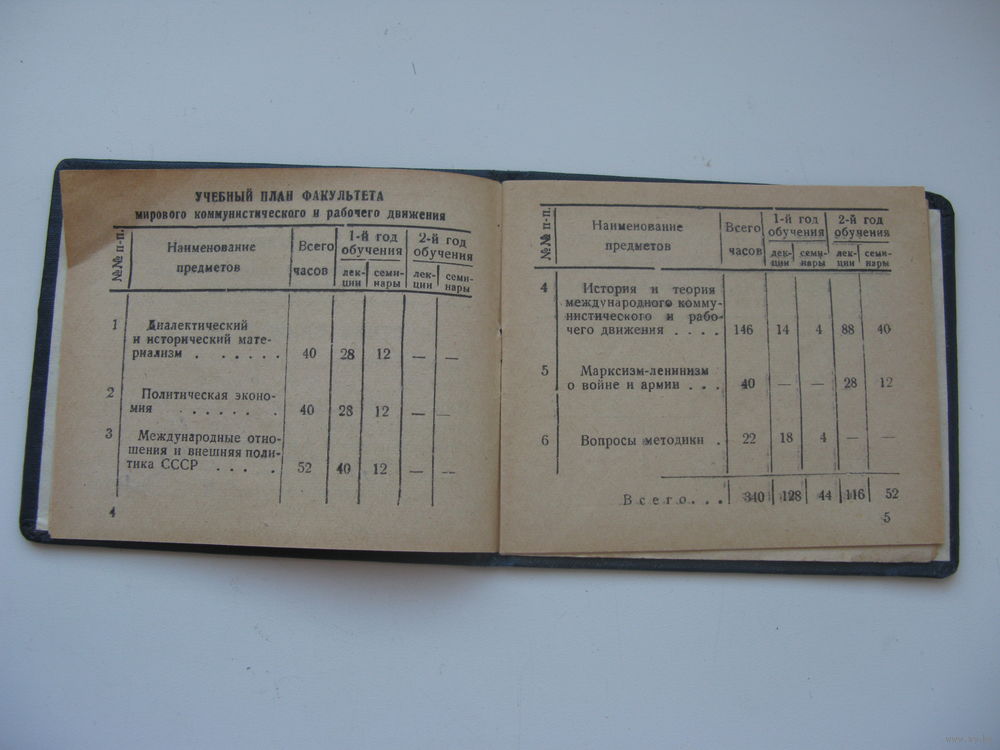 УЧЕБНЫЙ ПЛАН ФАКУЛЬТЕТА
мирового коммунистического и рабочего движения
№№ п-п.
Наименование предметов
Всего часов
1-й год обучения
2-й год обучения
лек-ции
семи-нары
лек-ции
семи-нары
1 Диалектический
и исторический мате-
риализм . . . . . . 40 28 12 — —
2 Политическая эконо-
мия . . . . . . 40 28 12 — —
3 Международные отно-
шения и внешняя поли-
тика СССР . . . . 52 40 12 — —
4
№№ п-п.
Наименование предметов
Всего часов
1-й год обучения
2-й год обучения
лек-ции
семи-нары
лек-ции
семи-нары
4 История и теория
международного комму-
нистического и рабо-
чего движения . . . . 146 14 4 88 40
5 Марксизм-ленинизм
о войне и армии . . . 40 — — 28 12
6 Вопросы методики . 22 18 4 — —
Всего. . . 340 128 44 116 52
5